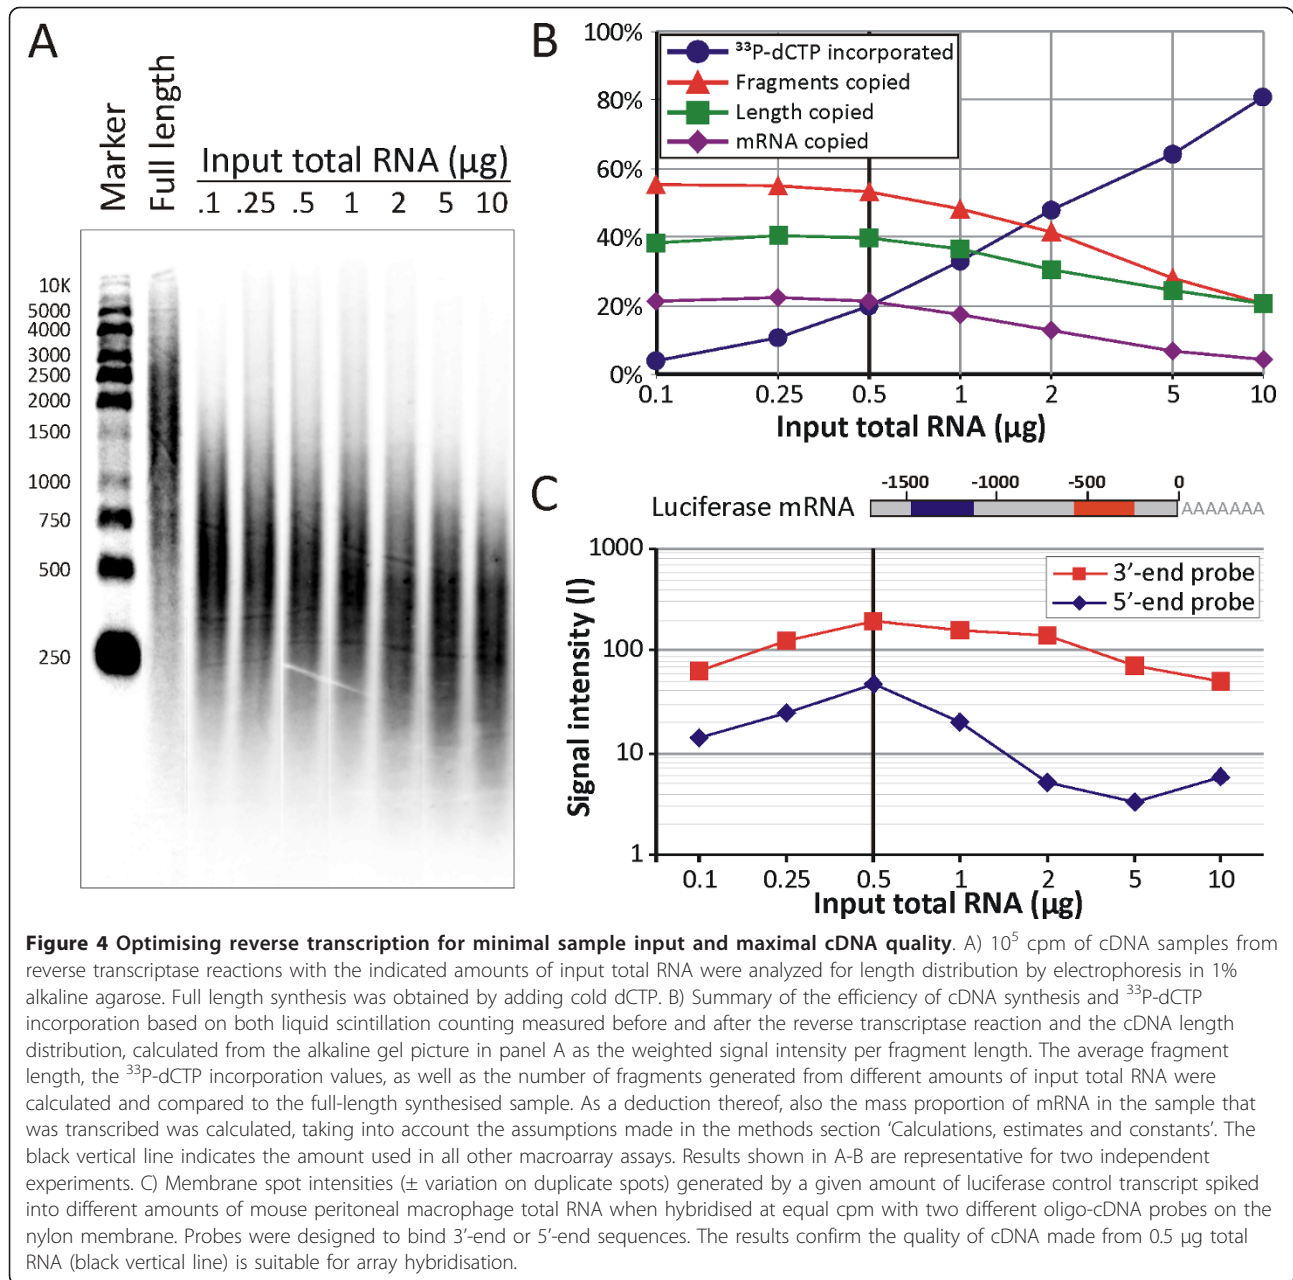 A
Marker
Full length
Input total RNA (µg)
.1 .25 .5 1 2 5 10
10K
5000
4000
3000
2500
2000
1500
1000
750
500
250
B
100%
80%
60%
40%
20%
0%
³³P-dCTP incorporated
Fragments copied
Length copied
mRNA copied
0.1 0.25 0.5 1 2 5 10
Input total RNA (µg)
C
-1500 -1000 -500 0
Luciferase mRNA AAAAAAA
Signal intensity (I)
1000
100
10
1
3’-end probe
5’-end probe
0.1 0.25 0.5 1 2 5 10
Input total RNA (µg)
Figure 4 Optimising reverse transcription for minimal sample input and maximal cDNA quality. A) 10⁵ cpm of cDNA samples from
reverse transcriptase reactions with the indicated amounts of input total RNA were analyzed for length distribution by electrophoresis in 1%
alkaline agarose. Full length synthesis was obtained by adding cold dCTP. B) Summary of the efficiency of cDNA synthesis and ³³P-dCTP
incorporation based on both liquid scintillation counting measured before and after the reverse transcriptase reaction and the cDNA length
distribution, calculated from the alkaline gel picture in panel A as the weighted signal intensity per fragment length. The average fragment
length, the ³³P-dCTP incorporation values, as well as the number of fragments generated from different amounts of input total RNA were
calculated and compared to the full-length synthesised sample. As a deduction thereof, also the mass proportion of mRNA in the sample that
was transcribed was calculated, taking into account the assumptions made in the methods section ‘Calculations, estimates and constants’. The
black vertical line indicates the amount used in all other macroarray assays. Results shown in A-B are representative for two independent
experiments. C) Membrane spot intensities (± variation on duplicate spots) generated by a given amount of luciferase control transcript spiked
into different amounts of mouse peritoneal macrophage total RNA when hybridised at equal cpm with two different oligo-cDNA probes on the
nylon membrane. Probes were designed to bind 3’-end or 5’-end sequences. The results confirm the quality of cDNA made from 0.5 µg total
RNA (black vertical line) is suitable for array hybridisation.